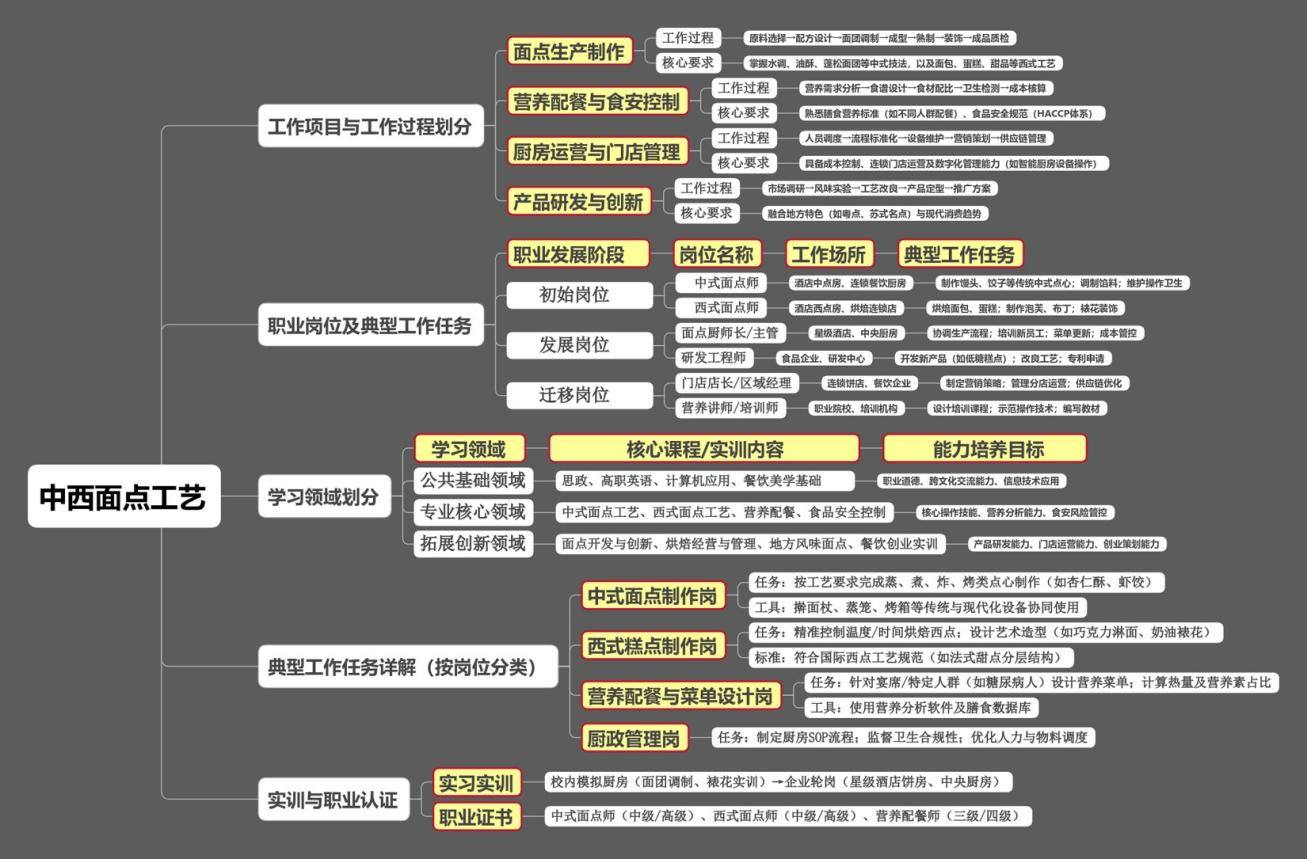 中西面点工艺
工作项目与工作过程划分
面点生产制作
工作过程
原料选择→配方设计→面团调制→成型→熟制→装饰→成品质检
核心要求
掌握水调、油酥、蓬松面团等中式技法，以及面包、蛋糕、甜品等西式工艺
营养配餐与食安控制
工作过程
营养需求分析→食谱设计→食材配比→卫生检测→成本核算
核心要求
熟悉膳食营养标准（如不同人群配餐）、食品安全规范（HACCP体系）
厨房运营与门店管理
工作过程
人员调度→流程标准化→设备维护→营销策划→供应链管理
核心要求
具备成本控制、连锁门店运营及数字化管理能力（如智能厨房设备操作）
产品研发与创新
工作过程
市场调研→风味实验→工艺改良→产品定型→推广方案
核心要求
融合地方特色（如粤点、苏式名点）与现代消费趋势
职业岗位及典型工作任务
职业发展阶段 岗位名称 工作场所 典型工作任务
初始岗位
中式面点师 酒店中点房、连锁餐饮厨房 制作馒头、饺子等传统中式点心；调制馅料；维护操作卫生
西式面点师 酒店西点房、烘焙连锁店 烘焙面包、蛋糕；制作泡芙、布丁；裱花装饰
发展岗位
面点厨师长/主管 星级酒店、中央厨房 协调生产流程；培训新员工；菜单更新；成本管控
研发工程师 食品企业、研发中心 开发新产品（如低糖糕点）；改良工艺；专利申请
迁移岗位
门店店长/区域经理 连锁饼店、餐饮企业 制定营销策略；管理分店运营；供应链优化
营养讲师/培训师 职业院校、培训机构 设计培训课程；示范操作技术；编写教材
学习领域划分
学习领域 核心课程/实训内容 能力培养目标
公共基础领域 思政、高职英语、计算机应用、餐饮美学基础 职业道德、跨文化交流能力、信息技术应用
专业核心领域 中式面点工艺、西式面点工艺、营养配餐、食品安全控制 核心操作技能、营养分析能力、食安风险管控
拓展创新领域 面点开发与创新、烘焙经营与管理、地方风味面点、餐饮创业实训 产品研发能力、门店运营能力、创业策划能力
典型工作任务详解（按岗位分类）
中式面点制作岗
任务：按工艺要求完成蒸、煮、炸、烤类点心制作（如杏仁酥、虾饺）
工具：擀面杖、蒸笼、烤箱等传统与现代化设备协同使用
西式糕点制作岗
任务：精准控制温度/时间烘焙西点；设计艺术造型（如巧克力淋面、奶油裱花）
标准：符合国际西点工艺规范（如法式甜点分层结构）
营养配餐与菜单设计岗
任务：针对宴席/特定人群（如糖尿病人）设计营养菜单；计算热量及营养素占比
工具：使用营养分析软件及膳食数据库
厨政管理岗
任务：制定厨房SOP流程；监督卫生合规性；优化人力与物料调度
实训与职业认证
实习实训
校内模拟厨房（面团调制、裱花实训）→企业轮岗（星级酒店饼房、中央厨房）
职业证书
中式面点师（中级/高级）、西式面点师（中级/高级）、营养配餐师（三级/四级）